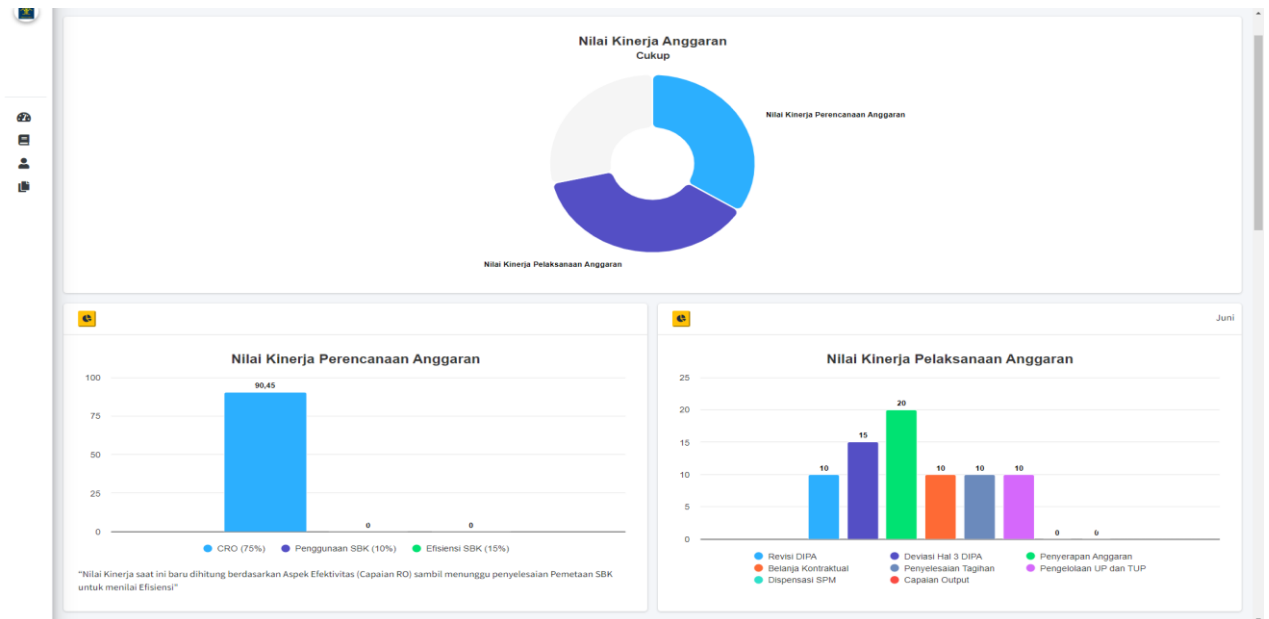 Nilai Kinerja Anggaran
Cukup
Nilai Kinerja Perencanaan Anggaran
Nilai Kinerja Pelaksanaan Anggaran
Nilai Kinerja Perencanaan Anggaran
100
75
50
25
0
90,45
0
0
CRO (75%)
Penggunaan SBK (10%)
Efisiensi SBK (15%)
"Nilai Kinerja saat ini baru dihitung berdasarkan Aspek Efektivitas (Capaian RO) sambil menunggu penyelesaian Pemetaan SBK
untuk menilai Efisiensi"
Juni
Nilai Kinerja Pelaksanaan Anggaran
25
20
15
10
5
0
10
15
20
10
10
10
0
0
Revisi DIPA
Deviasi Hal 3 DIPA
Penyerapan Anggaran
Belanja Kontraktual
Penyelesaian Tagihan
Pengelolaan UP dan TUP
Dispensasi SPM
Capaian Output